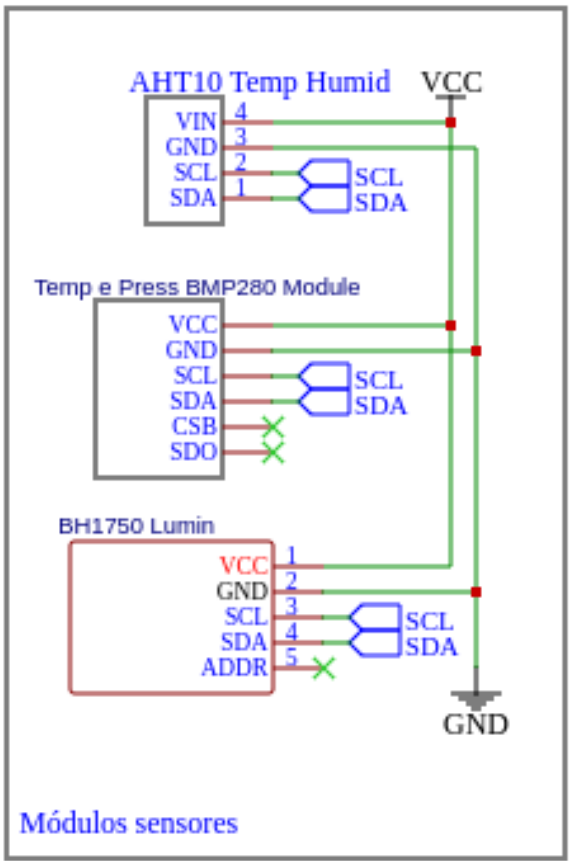 AHT10 Temp Humid
VCC
VIN 4
GND 3
SCL 2 SCL
SDA 1 SDA
Temp e Press BMP280 Module
VCC
GND
SCL SCL
SDA SDA
CSB
SDO
BH1750 Lumin
VCC 1
GND 2
SCL 3 SCL
SDA 4 SDA
ADDR 5
GND
Módulos sensores